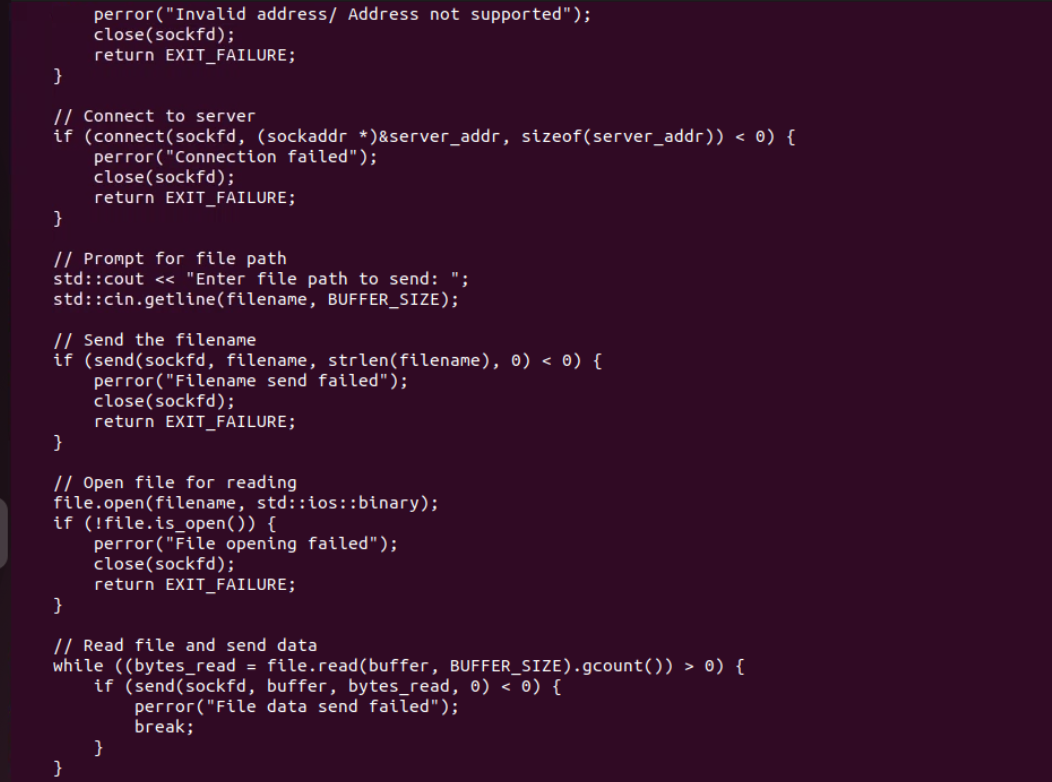 perror("Invalid address/ Address not supported");
close(sockfd);
return EXIT_FAILURE;
}
// Connect to server
if (connect(sockfd, (sockaddr *)&server_addr, sizeof(server_addr)) < 0) {
perror("Connection failed");
close(sockfd);
return EXIT_FAILURE;
}
// Prompt for file path
std::cout << "Enter file path to send: ";
std::cin.getline(filename, BUFFER_SIZE);
// Send the filename
if (send(sockfd, filename, strlen(filename), 0) < 0) {
perror("Filename send failed");
close(sockfd);
return EXIT_FAILURE;
}
// Open file for reading
file.open(filename, std::ios::binary);
if (!file.is_open()) {
perror("File opening failed");
close(sockfd);
return EXIT_FAILURE;
}
// Read file and send data
while ((bytes_read = file.read(buffer, BUFFER_SIZE).gcount()) > 0) {
if (send(sockfd, buffer, bytes_read, 0) < 0) {
perror("File data send failed");
break;
}
}